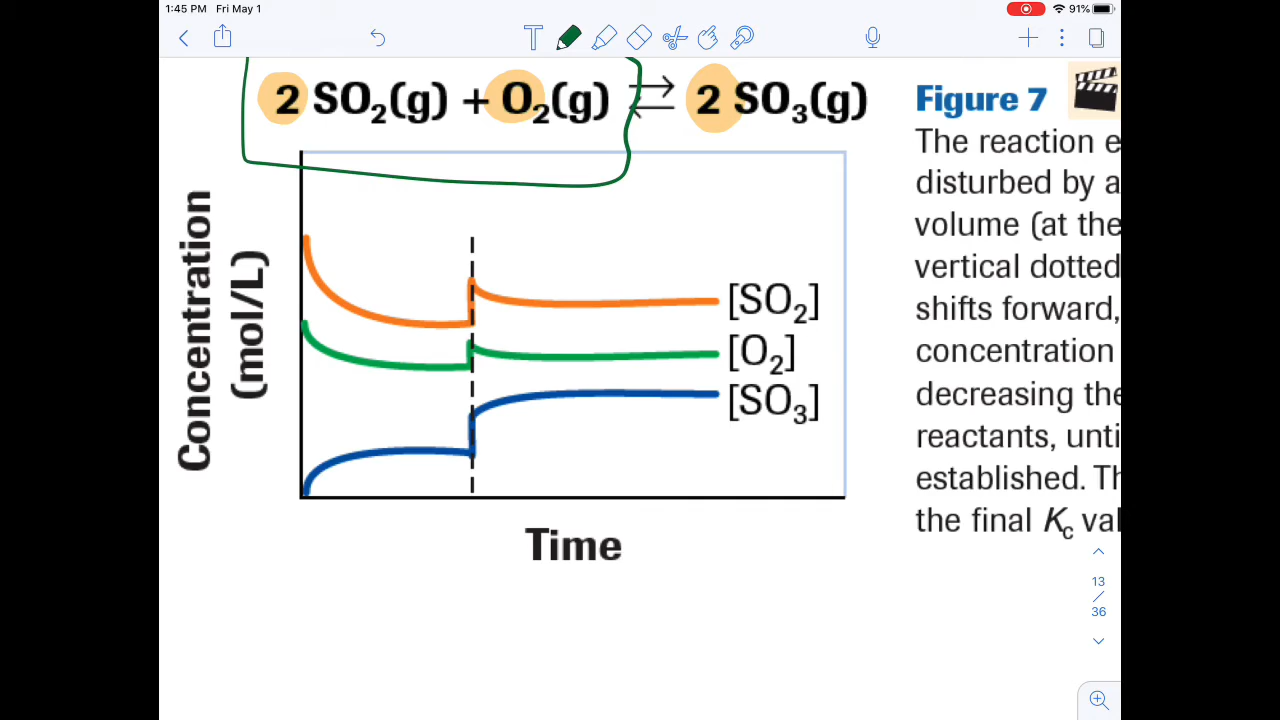 1:45 PM Fri May 1
91%
2 SO₂(g) + O₂(g) ⇌ 2 SO₃(g)
Concentration
(mol/L)
[SO₂]
[O₂]
[SO₃]
Time
Figure 7
The reaction e
disturbed by a
volume (at the
vertical dotted
shifts forward,
concentration
decreasing the
reactants, unti
established. Th
the final Kc val
13
/
36